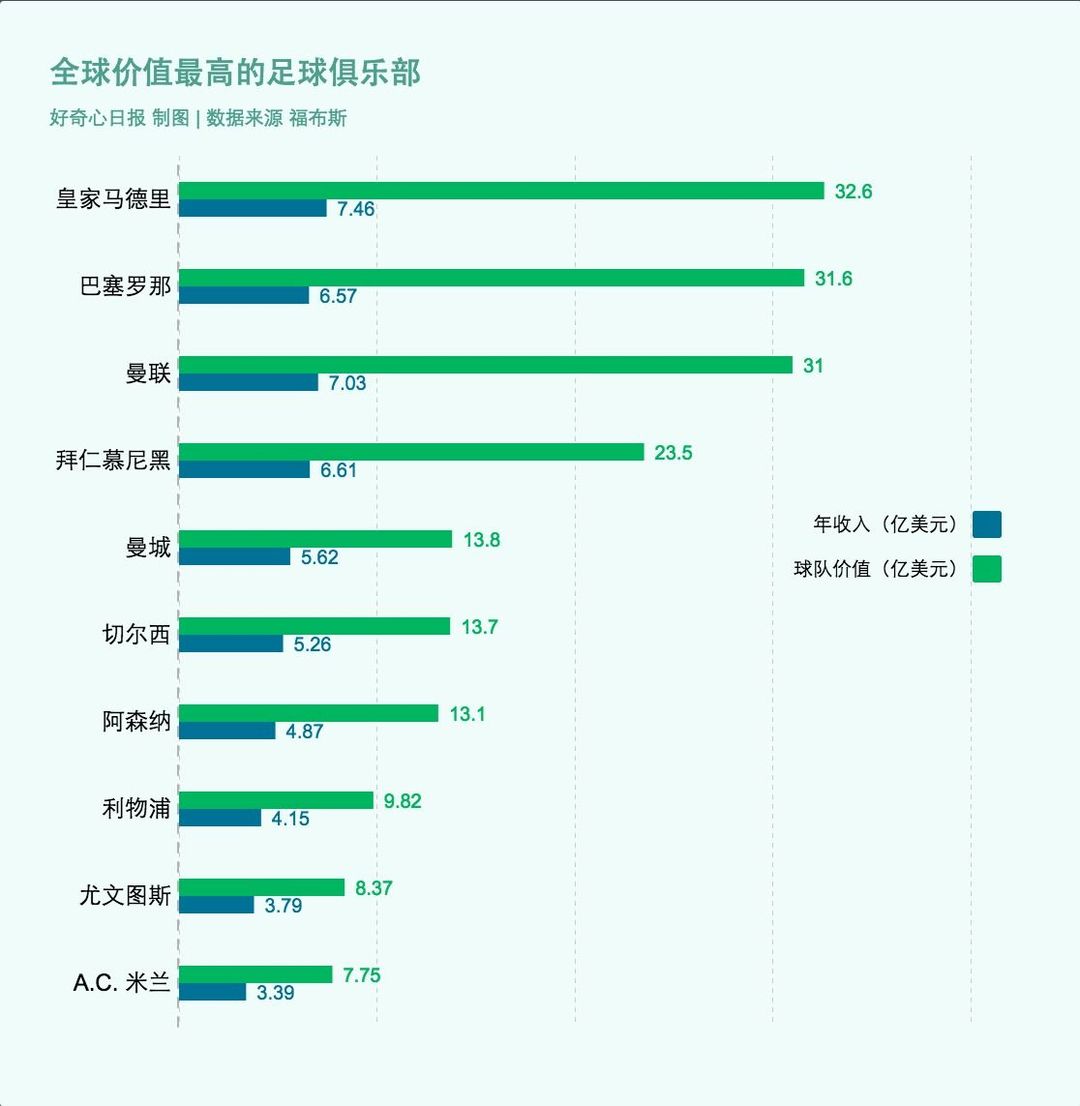 全球价值最高的足球俱乐部
好奇心日报 制图 | 数据来源 福布斯
皇家马德里
32.6
7.46
巴塞罗那
31.6
6.57
曼联
31
7.03
拜仁慕尼黑
23.5
6.61
年收入（亿美元）
曼城
13.8
5.62
球队价值（亿美元）
切尔西
13.7
5.26
阿森纳
13.1
4.87
利物浦
9.82
4.15
尤文图斯
8.37
3.79
A.C. 米兰
7.75
3.39